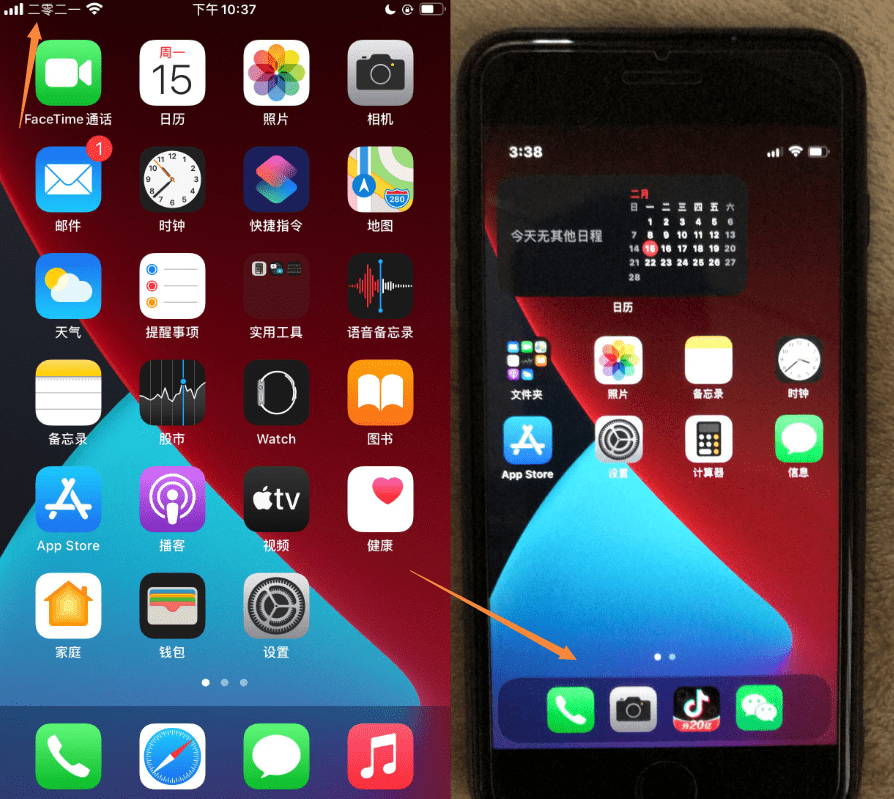 二零二一
下午10:37
周一
15
FaceTime 通话
日历
照片
相机
1
280
邮件
时钟
快捷指令
地图
天气
提醒事项
实用工具
语音备忘录
备忘录
股市
Watch
图书
tv
App Store
播客
视频
健康
家庭
钱包
设置
3:38
二月
日 一 二 三 四 五 六
1 2 3 4 5 6
今天无其他日程
7 8 9 10 11 12 13
14 15 16 17 18 19 20
21 22 23 24 25 26 27
28
日历
文件夹
照片
备忘录
时钟
App Store
设置
计算器
信息
分20亿